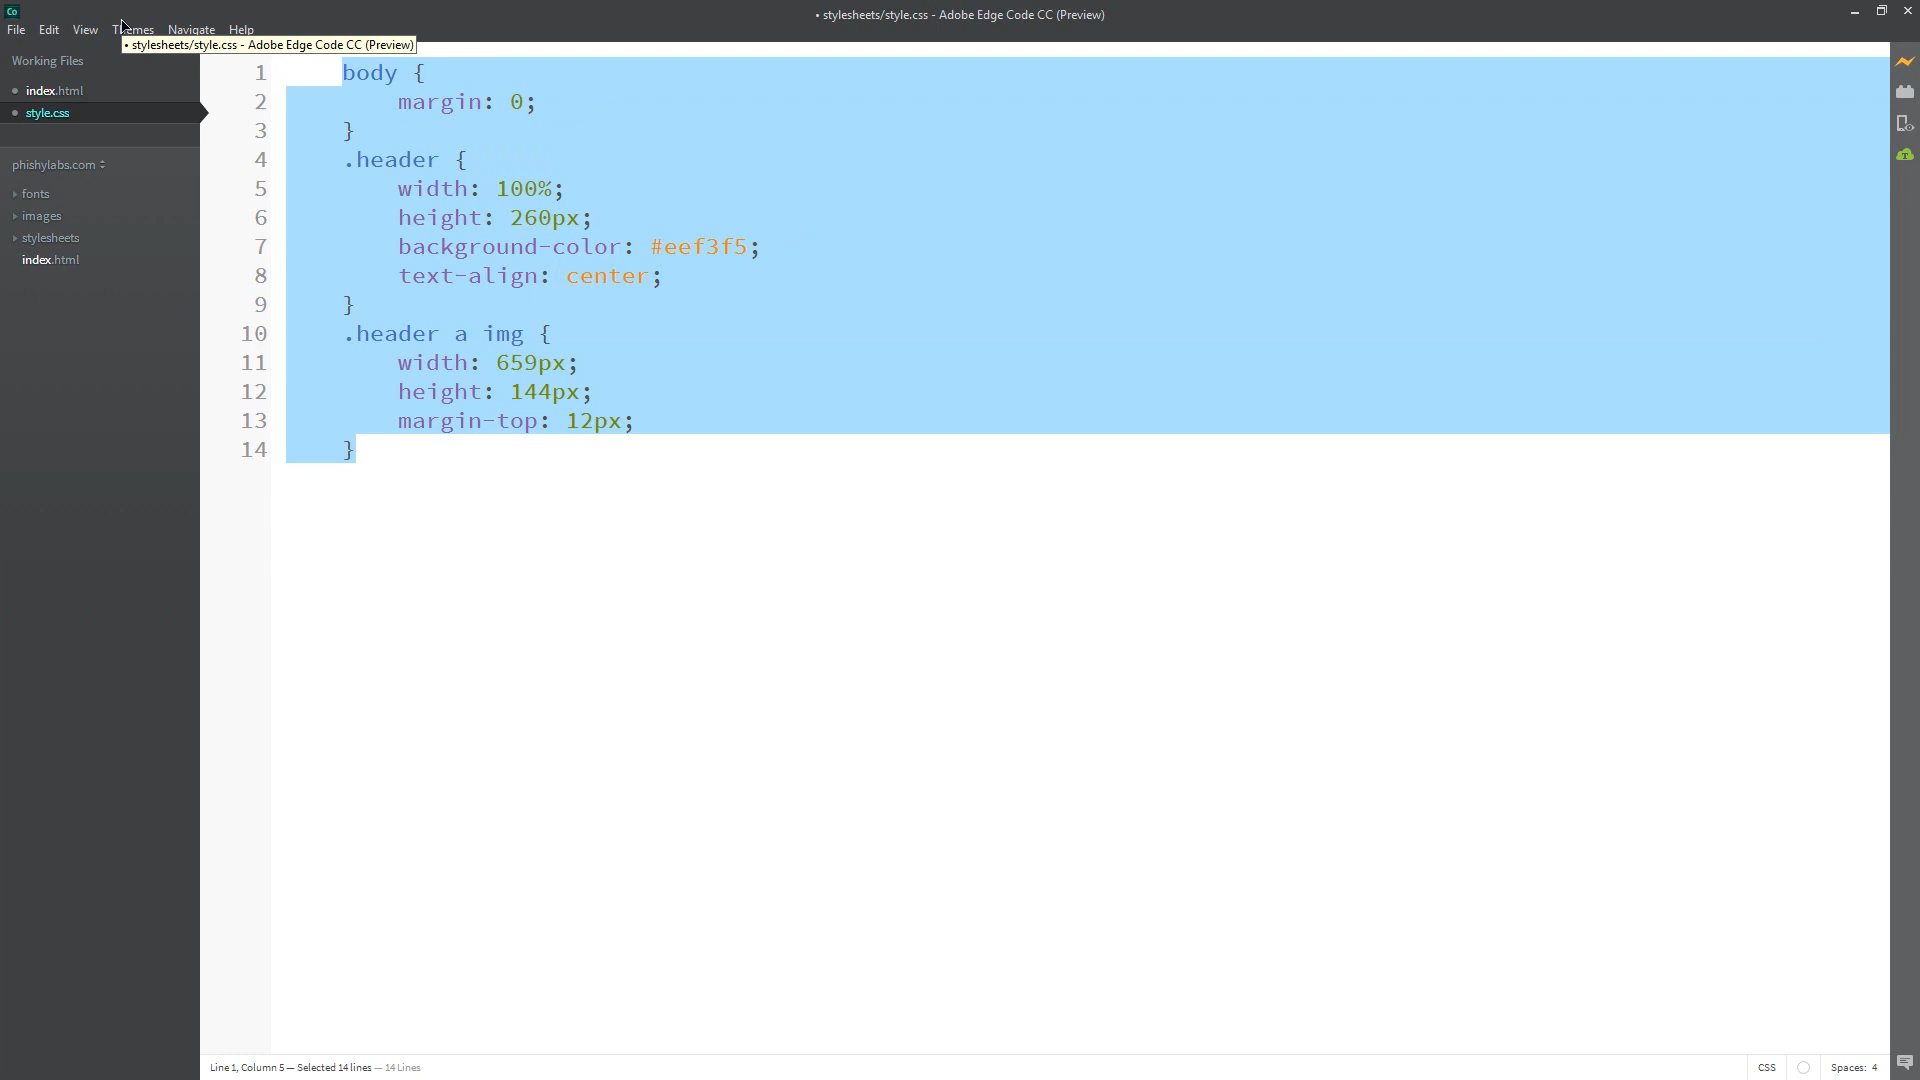 Co
• stylesheets/style.css - Adobe Edge Code CC (Preview)
File Edit View Themes Navigate Help
• stylesheets/style.css - Adobe Edge Code CC (Preview)
Working Files
index.html
style.css
phishylabs.com
fonts
images
stylesheets
index.html
1 body {
2 margin: 0;
3 }
4 .header {
5 width: 100%;
6 height: 260px;
7 background-color: #eef3f5;
8 text-align: center;
9 }
10 .header a img {
11 width: 659px;
12 height: 144px;
13 margin-top: 12px;
14 }
T
Line 1, Column 5 — Selected 14 lines — 14 Lines
CSS Spaces: 4